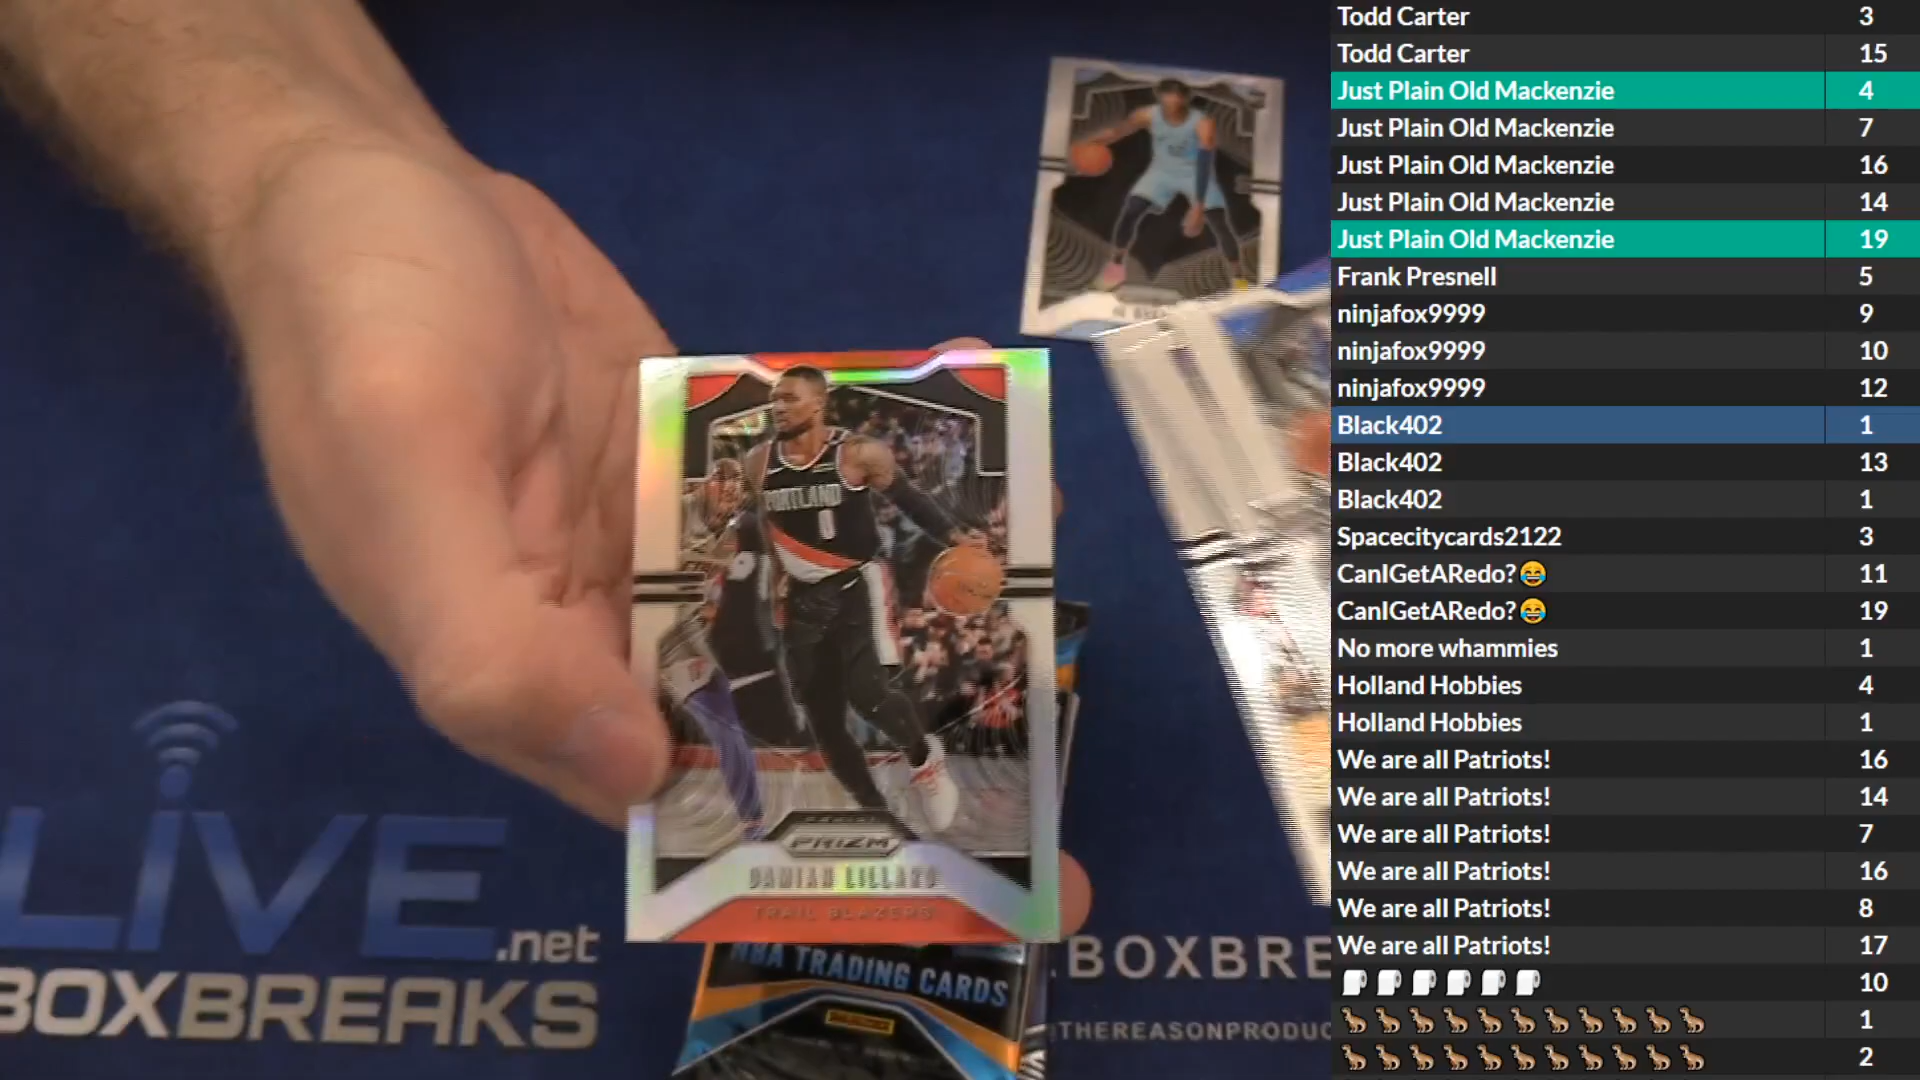 PORTLAND
0
PANINI
PRIZM
DAMIAN LILLARD
TRAIL BLAZERS
NBA TRADING CARDS
LIVE
.net
BOXBREAKS
BOXBRE
THEREASONPRODUC
Todd Carter 3
Todd Carter 15
Just Plain Old Mackenzie 4
Just Plain Old Mackenzie 7
Just Plain Old Mackenzie 16
Just Plain Old Mackenzie 14
Just Plain Old Mackenzie 19
Frank Presnell 5
ninjafox9999 9
ninjafox9999 10
ninjafox9999 12
Black402 1
Black402 13
Black402 1
Spacecitycards2122 3
CanIGetARedo?😂 11
CanIGetARedo?😂 19
No more whammies 1
Holland Hobbies 4
Holland Hobbies 1
We are all Patriots! 16
We are all Patriots! 14
We are all Patriots! 7
We are all Patriots! 16
We are all Patriots! 8
We are all Patriots! 17
🧻🧻🧻🧻🧻🧻 10
🦖🦖🦖🦖🦖🦖🦖🦖🦖🦖🦖 1
🦖🦖🦖🦖🦖🦖🦖🦖🦖🦖🦖 2